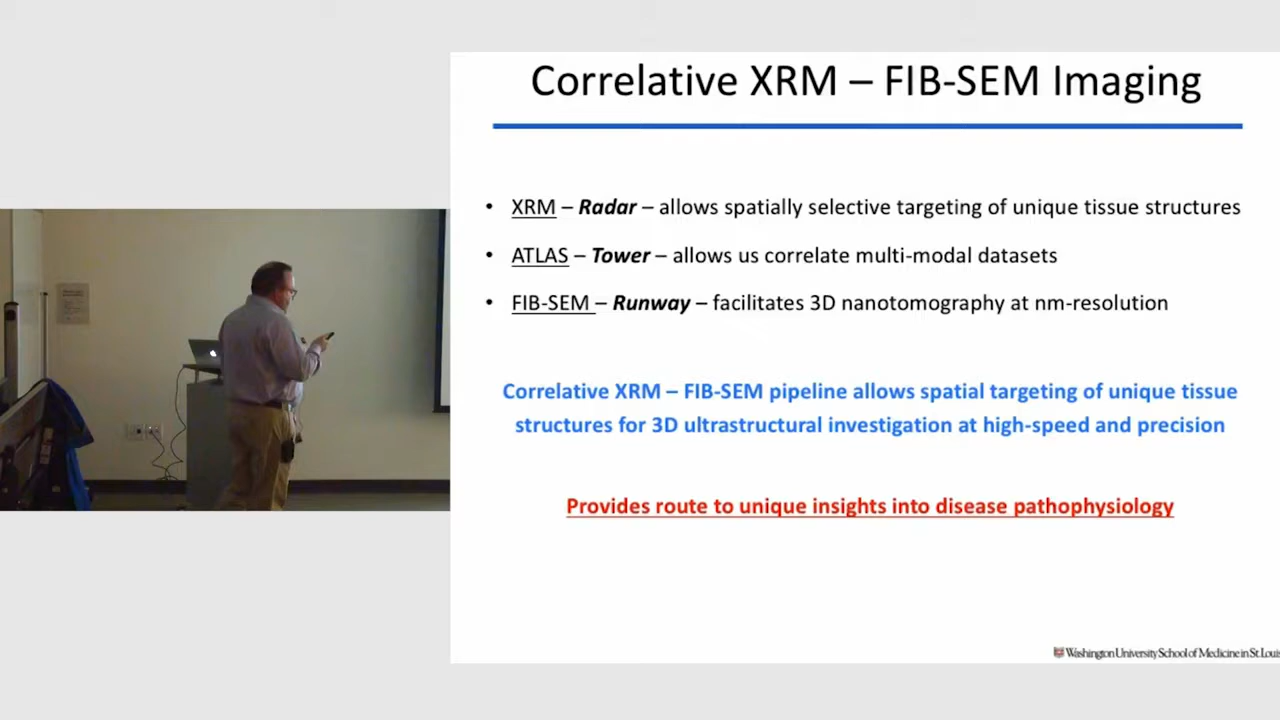 Correlative XRM – FIB-SEM Imaging
• XRM – Radar – allows spatially selective targeting of unique tissue structures
• ATLAS – Tower – allows us correlate multi-modal datasets
• FIB-SEM – Runway – facilitates 3D nanotomography at nm-resolution
Correlative XRM – FIB-SEM pipeline allows spatial targeting of unique tissue
structures for 3D ultrastructural investigation at high-speed and precision
Provides route to unique insights into disease pathophysiology
Washington University School of Medicine in St. Louis